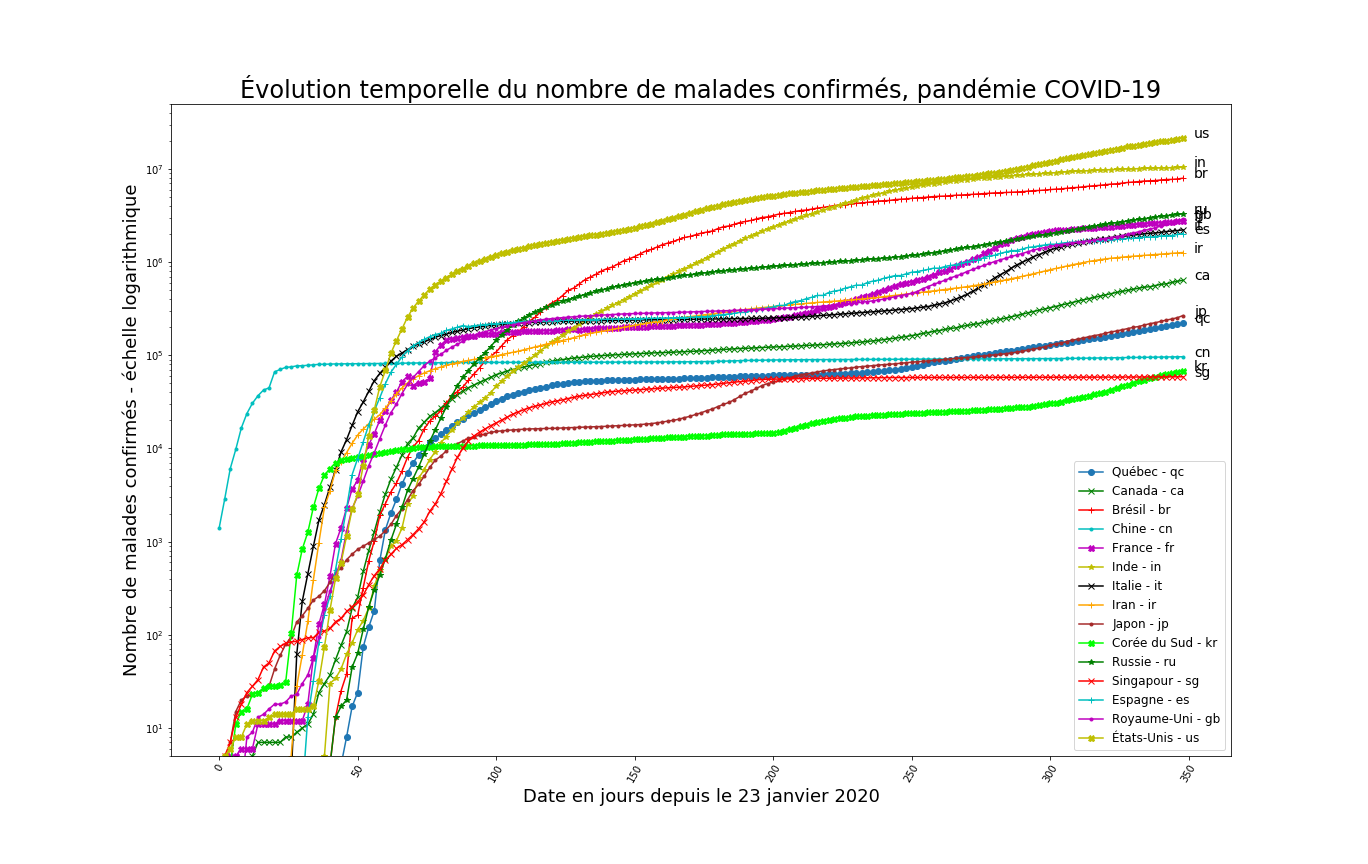 Évolution temporelle du nombre de malades confirmés, pandémie COVID-19
Nombre de malades confirmés - échelle logarithmique
10^7
10^6
10^5
10^4
10^3
10^2
10^1
us
in
br
ru
gb
fr
it
es
ir
ca
jp
qc
cn
kr
sg
Québec - qc
Canada - ca
Brésil - br
Chine - cn
France - fr
Inde - in
Italie - it
Iran - ir
Japon - jp
Corée du Sud - kr
Russie - ru
Singapour - sg
Espagne - es
Royaume-Uni - gb
États-Unis - us
0
50
100
150
200
250
300
350
Date en jours depuis le 23 janvier 2020